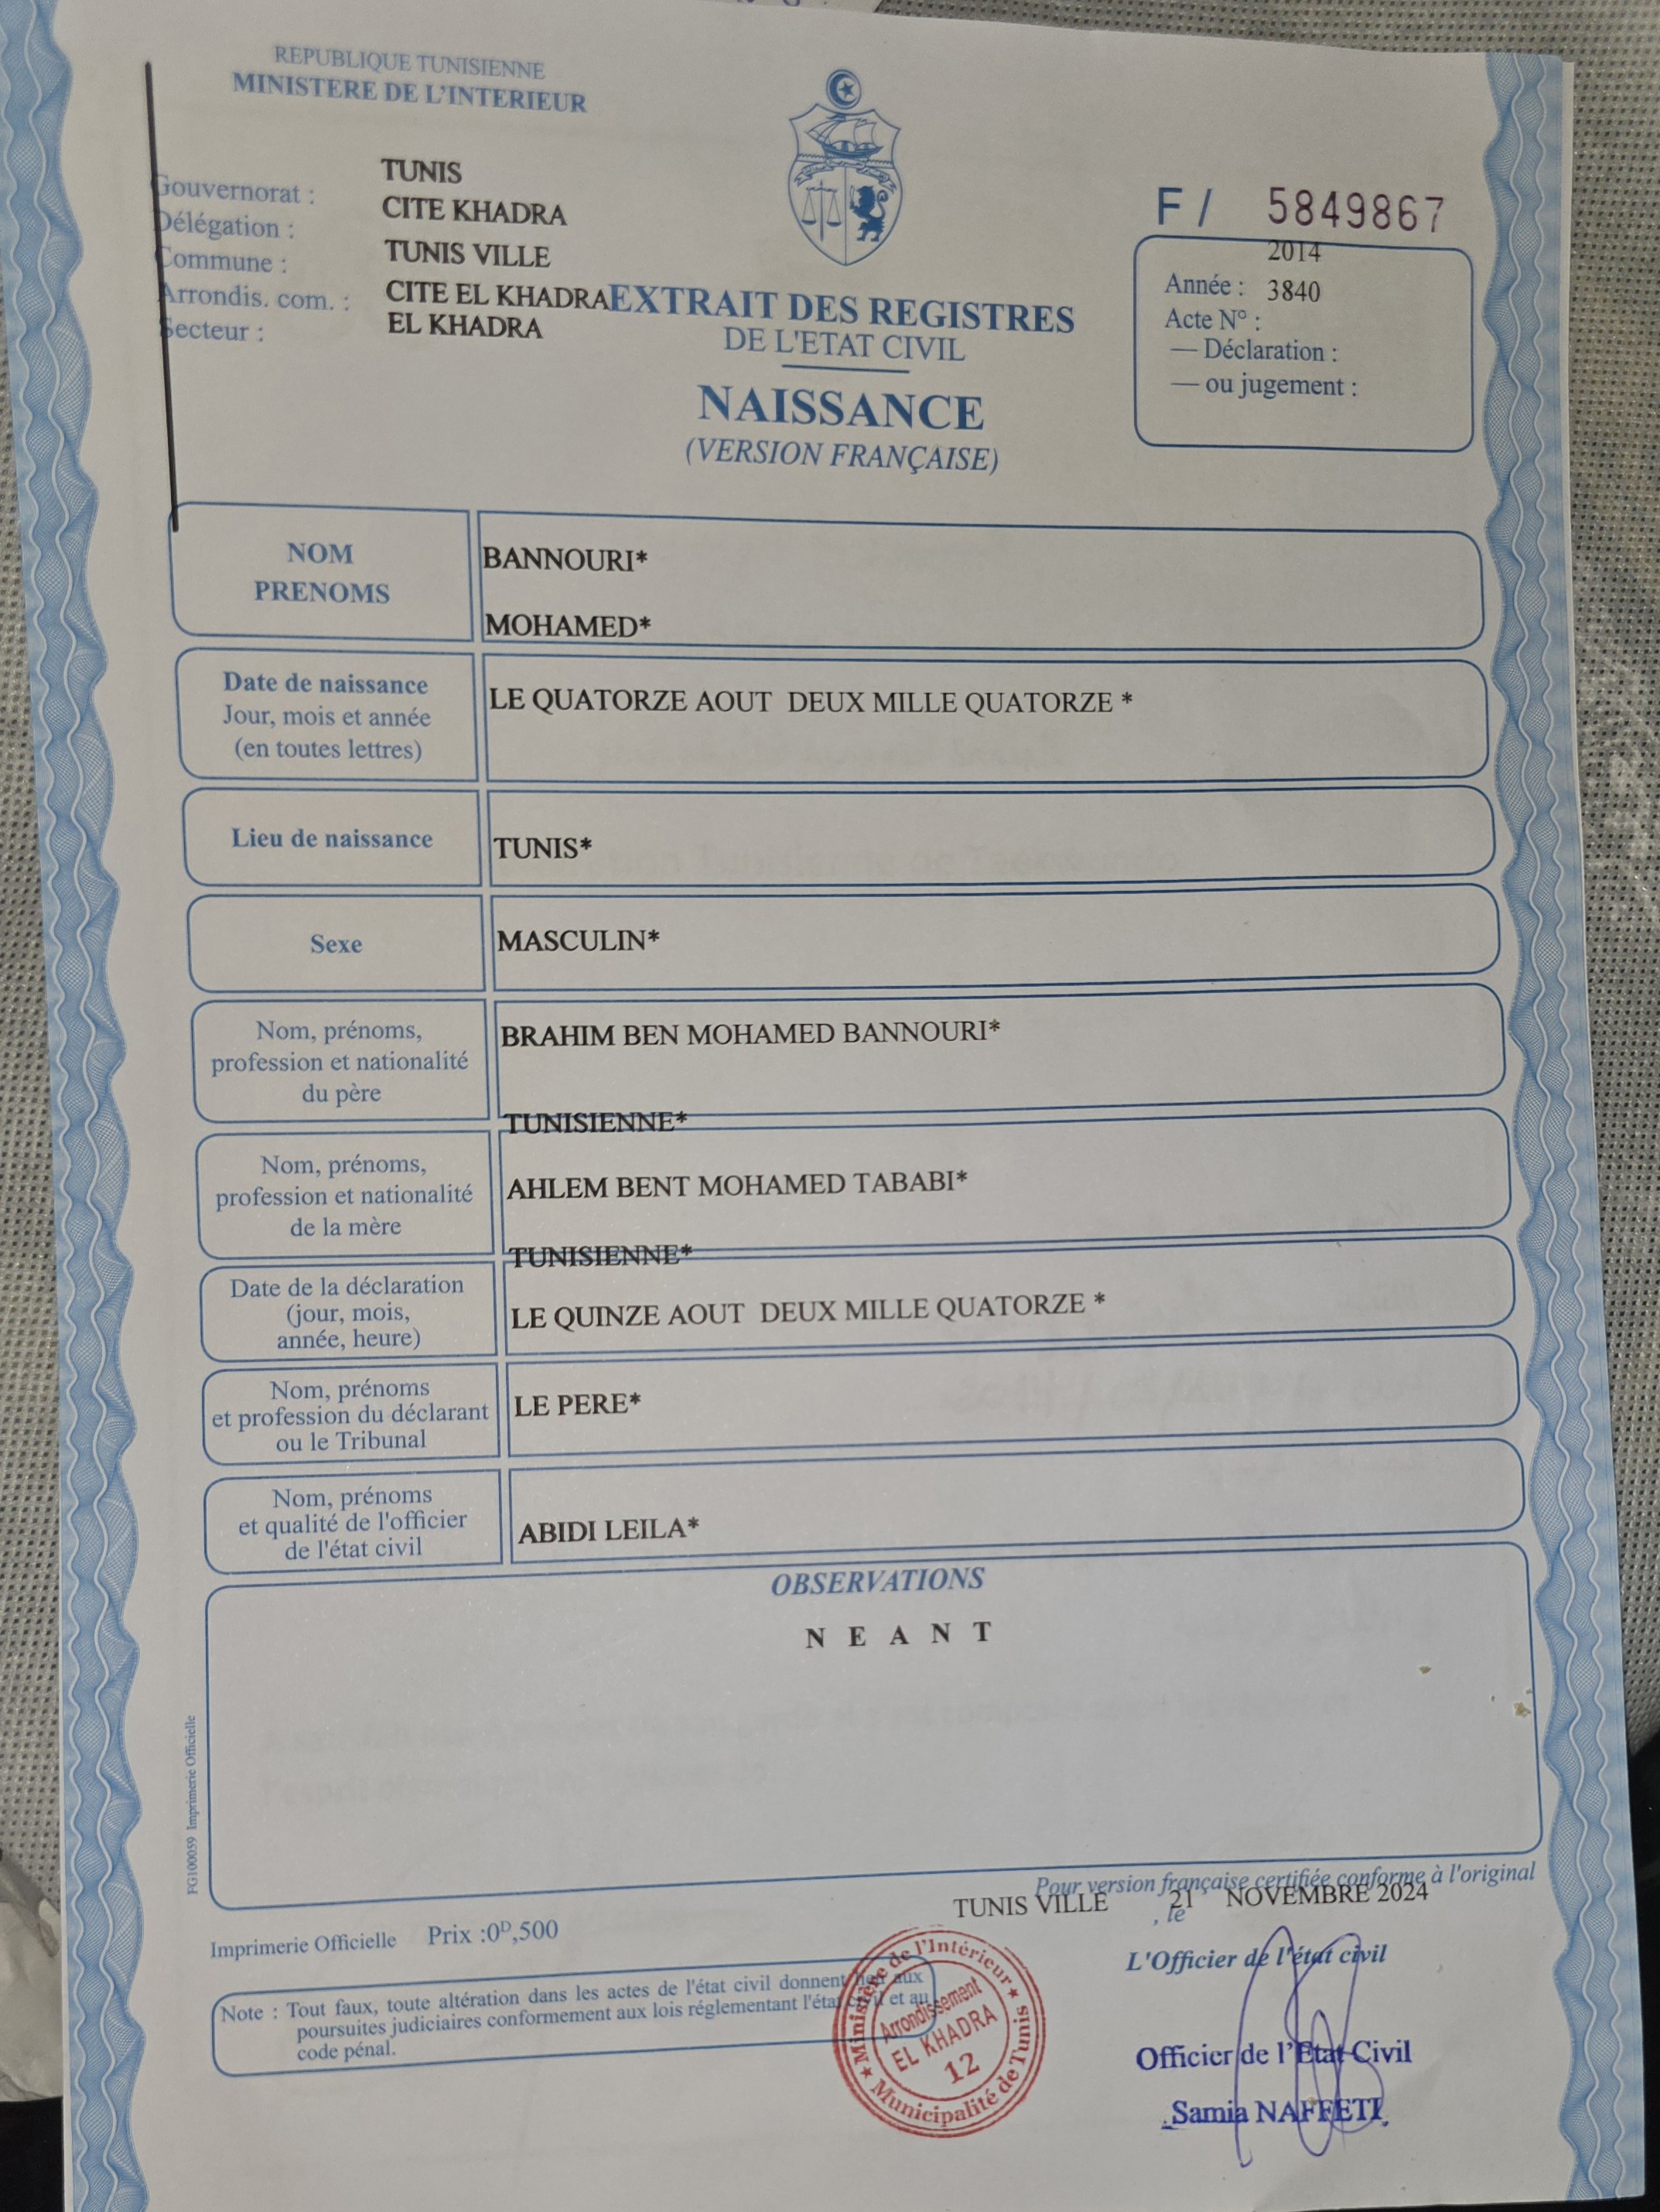 REPUBLIQUE TUNISIENNE
MINISTERE DE L'INTERIEUR
Gouvernorat : TUNIS
Délégation : CITE KHADRA
Commune : TUNIS VILLE
Arrondis. com. : CITE EL KHADRA
Secteur : EL KHADRA
EXTRAIT DES REGISTRES
DE L'ETAT CIVIL
NAISSANCE
(VERSION FRANÇAISE)
F / 5849867
2014
Année : 3840
Acte N° :
— Déclaration :
— ou jugement :
NOM
PRENOMS
BANNOURI*
MOHAMED*
Date de naissance
Jour, mois et année
(en toutes lettres)
LE QUATORZE AOUT DEUX MILLE QUATORZE *
Lieu de naissance
TUNIS*
Sexe
MASCULIN*
Nom, prénoms,
profession et nationalité
du père
BRAHIM BEN MOHAMED BANNOURI*
TUNISIENNE*
Nom, prénoms,
profession et nationalité
de la mère
AHLEM BENT MOHAMED TABABI*
TUNISIENNE*
Date de la déclaration
(jour, mois,
année, heure)
LE QUINZE AOUT DEUX MILLE QUATORZE *
Nom, prénoms
et profession du déclarant
ou le Tribunal
LE PERE*
Nom, prénoms
et qualité de l'officier
de l'état civil
ABIDI LEILA*
OBSERVATIONS
N E A N T
FG100059 Imprimerie Officielle
Pour version française certifiée conforme à l'original
TUNIS VILLE , le 21 NOVEMBRE 2024
Imprimerie Officielle Prix :0ᴰ,500
L'Officier de l'état civil
Note : Tout faux, toute altération dans les actes de l'état civil donnent lieu aux
poursuites judiciaires conformement aux lois réglementant l'état civil et au
code pénal.
Ministère de l'Intérieur
Arrondissement
EL KHADRA
12
Municipalité de Tunis
Officier de l'Etat Civil
Samia NAFFETI